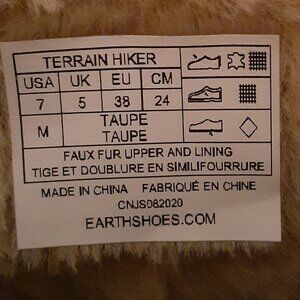 TERRAIN HIKER
USA UK EU CM
7 5 38 24
M TAUPE
TAUPE
FAUX FUR UPPER AND LINING
TIGE ET DOUBLURE EN SIMILIFOURRURE
MADE IN CHINA FABRIQUÉ EN CHINE
CNJS082020
EARTHSHOES.COM